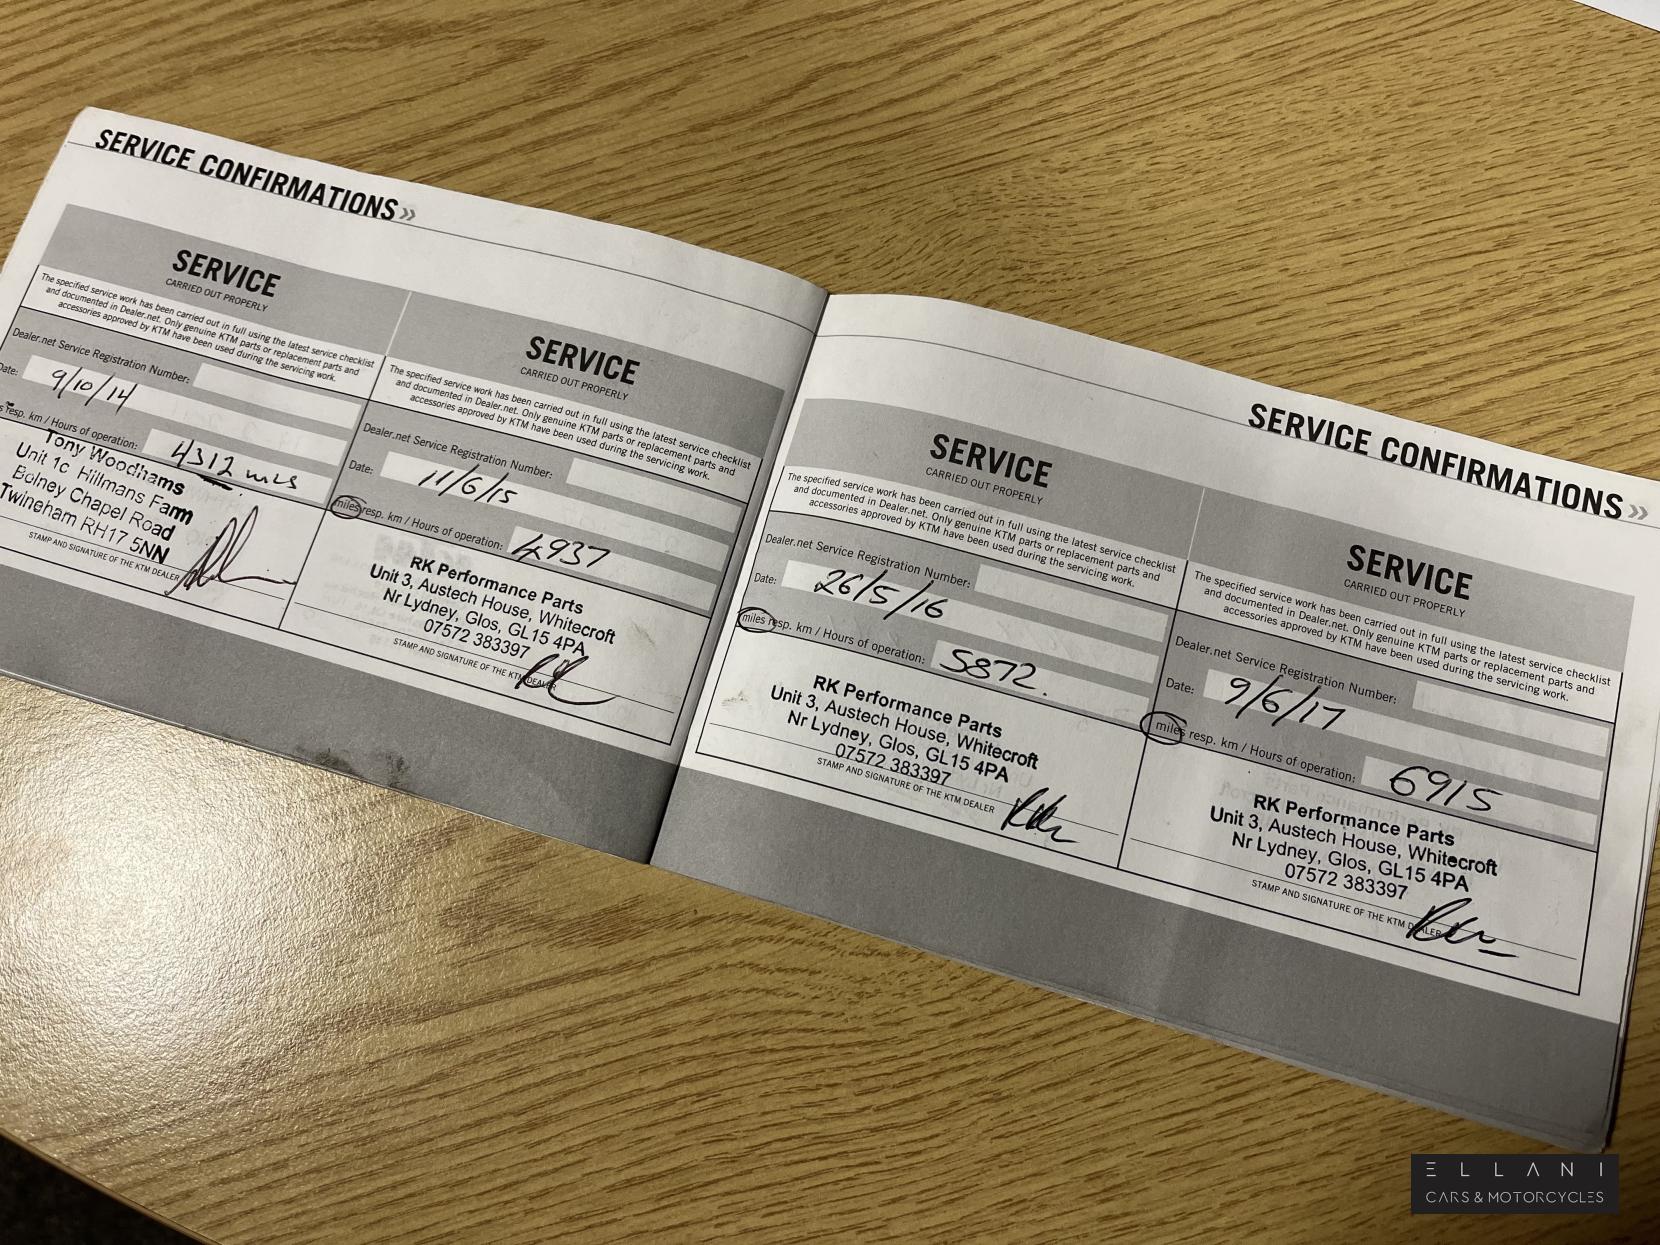 SERVICE CONFIRMATIONS »
SERVICE
CARRIED OUT PROPERLY
The specified service work has been carried out in full using the latest service checklist
and documented in Dealer.net. Only genuine KTM parts or replacement parts and
accessories approved by KTM have been used during the servicing work.
Dealer.net Service Registration Number:
Date: 9/10/14
resp. km / Hours of operation: 4312 mls
Tony Woodhams
Unit 1c Hillmans Farm
Bolney Chapel Road
Twineham RH17 5NN
STAMP AND SIGNATURE OF THE KTM DEALER
SERVICE
CARRIED OUT PROPERLY
The specified service work has been carried out in full using the latest service checklist
and documented in Dealer.net. Only genuine KTM parts or replacement parts and
accessories approved by KTM have been used during the servicing work.
Dealer.net Service Registration Number:
Date: 11/6/15
miles resp. km / Hours of operation: 4937
RK Performance Parts
Unit 3, Austech House, Whitecroft
Nr Lydney, Glos, GL15 4PA
07572 383397
STAMP AND SIGNATURE OF THE KTM DEALER
SERVICE CONFIRMATIONS »
SERVICE
CARRIED OUT PROPERLY
The specified service work has been carried out in full using the latest service checklist
and documented in Dealer.net. Only genuine KTM parts or replacement parts and
accessories approved by KTM have been used during the servicing work.
Dealer.net Service Registration Number:
Date: 26/5/16
miles resp. km / Hours of operation: 5872.
RK Performance Parts
Unit 3, Austech House, Whitecroft
Nr Lydney, Glos, GL15 4PA
07572 383397
STAMP AND SIGNATURE OF THE KTM DEALER
SERVICE
CARRIED OUT PROPERLY
The specified service work has been carried out in full using the latest service checklist
and documented in Dealer.net. Only genuine KTM parts or replacement parts and
accessories approved by KTM have been used during the servicing work.
Dealer.net Service Registration Number:
Date: 9/6/17
miles resp. km / Hours of operation: 6915
RK Performance Parts
Unit 3, Austech House, Whitecroft
Nr Lydney, Glos, GL15 4PA
07572 383397
STAMP AND SIGNATURE OF THE KTM DEALER
ELLANI
CARS & MOTORCYCLES